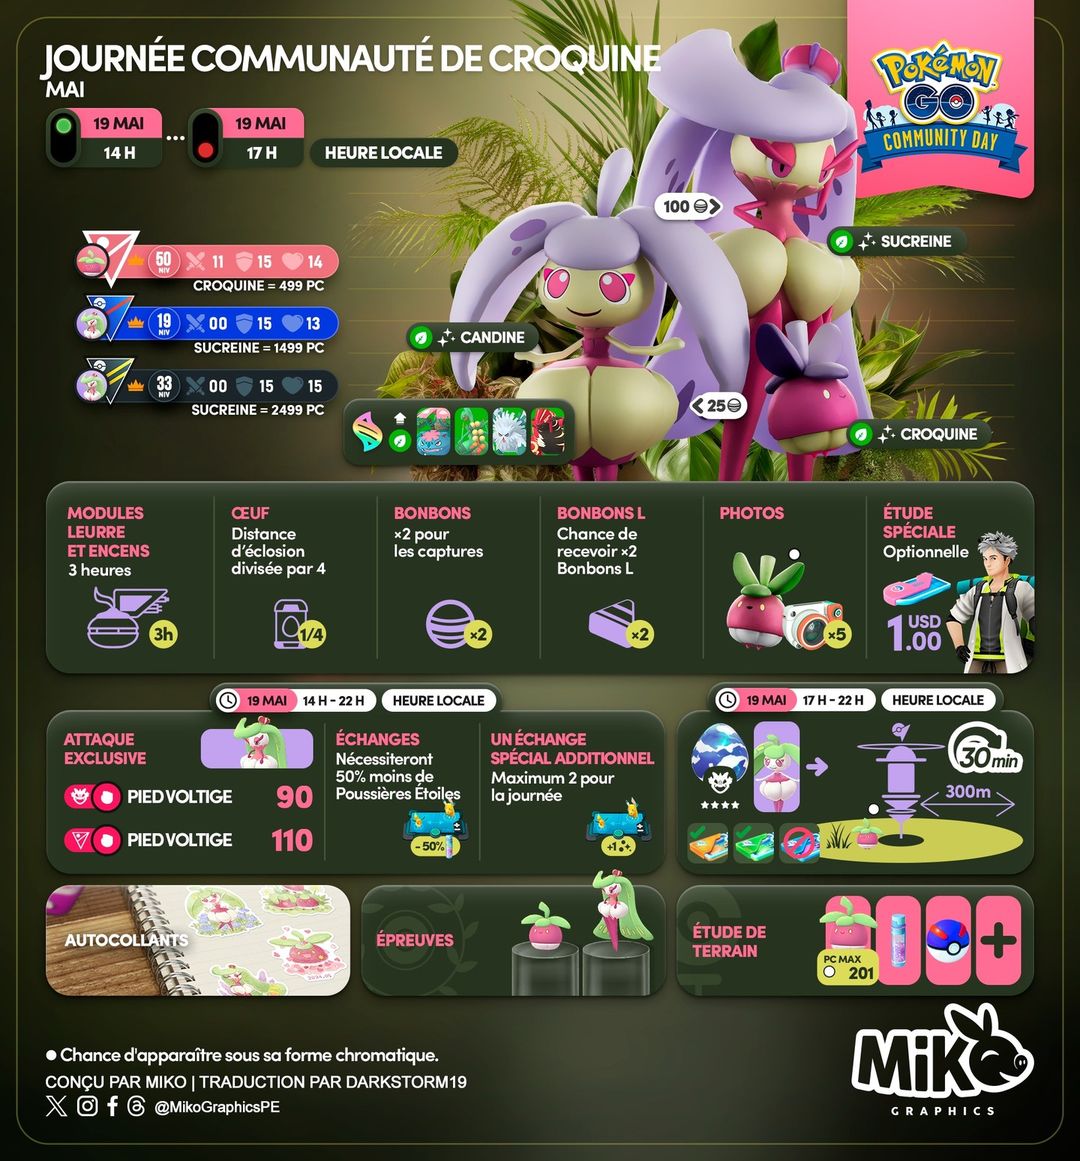 JOURNÉE COMMUNAUTÉ DE CROQUINE
MAI
19 MAI
14 H
...
19 MAI
17 H
HEURE LOCALE
POKÉMON
GO
COMMUNITY DAY
50
NIV
11
15
14
CROQUINE = 499 PC
19
NIV
00
15
13
SUCREINE = 1499 PC
33
NIV
00
15
15
SUCREINE = 2499 PC
100
SUCREINE
CANDINE
25
CROQUINE
MODULES
LEURRE
ET ENCENS
3 heures
3h
ŒUF
Distance
d'éclosion
divisée par 4
1/4
BONBONS
×2 pour
les captures
×2
BONBONS L
Chance de
recevoir ×2
Bonbons L
×2
PHOTOS
×5
ÉTUDE
SPÉCIALE
Optionnelle
1 USD
.00
19 MAI 14 H - 22 H HEURE LOCALE
ATTAQUE
EXCLUSIVE
PIED VOLTIGE 90
PIED VOLTIGE 110
ÉCHANGES
Nécessiteront
50% moins de
Poussières Étoiles
- 50%
UN ÉCHANGE
SPÉCIAL ADDITIONNEL
Maximum 2 pour
la journée
+1
19 MAI 17 H - 22 H HEURE LOCALE
30 min
300m
AUTOCOLLANTS
2024.05
ÉPREUVES
ÉTUDE DE
TERRAIN
PC MAX
201
Chance d'apparaître sous sa forme chromatique.
CONÇU PAR MIKO | TRADUCTION PAR DARKSTORM19
@MikoGraphicsPE
MiKO
GRAPHICS